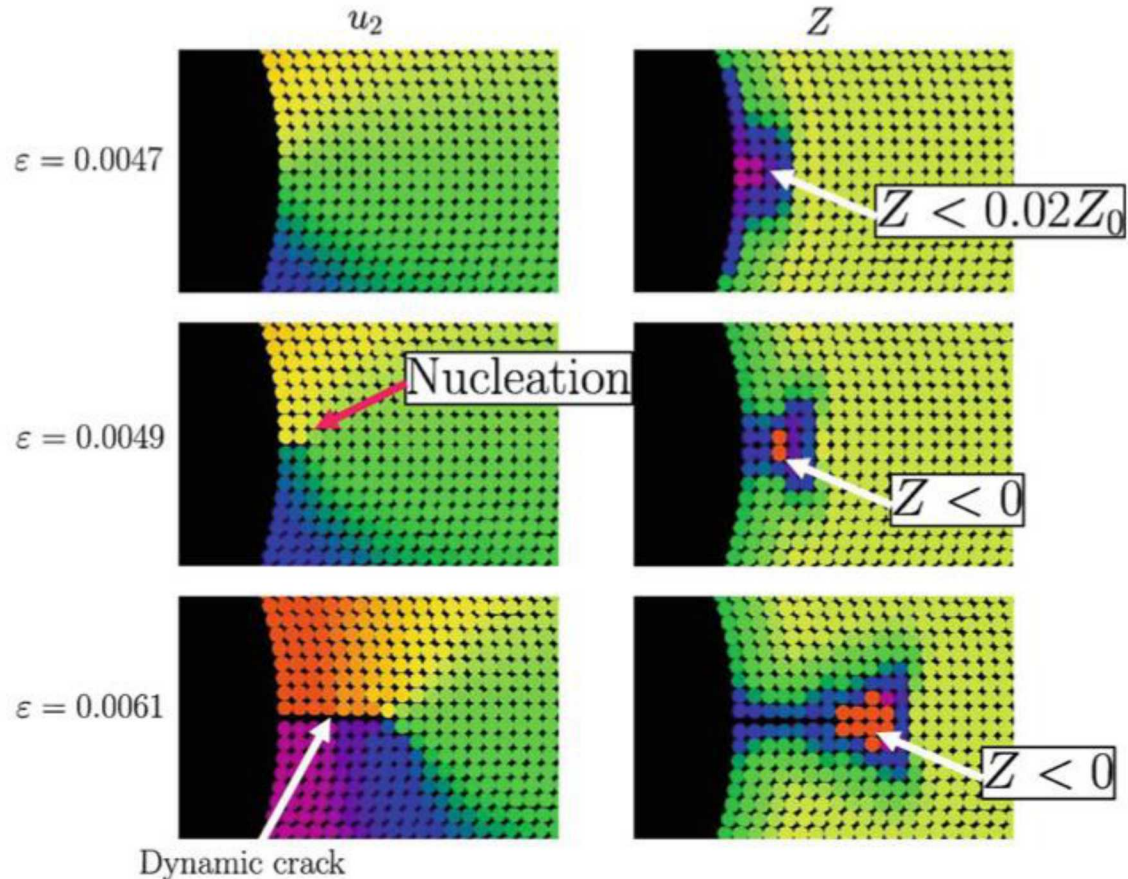 u₂ Z
ε = 0.0047
Z < 0.02Z₀
Nucleation
ε = 0.0049
Z < 0
ε = 0.0061
Z < 0
Dynamic crack